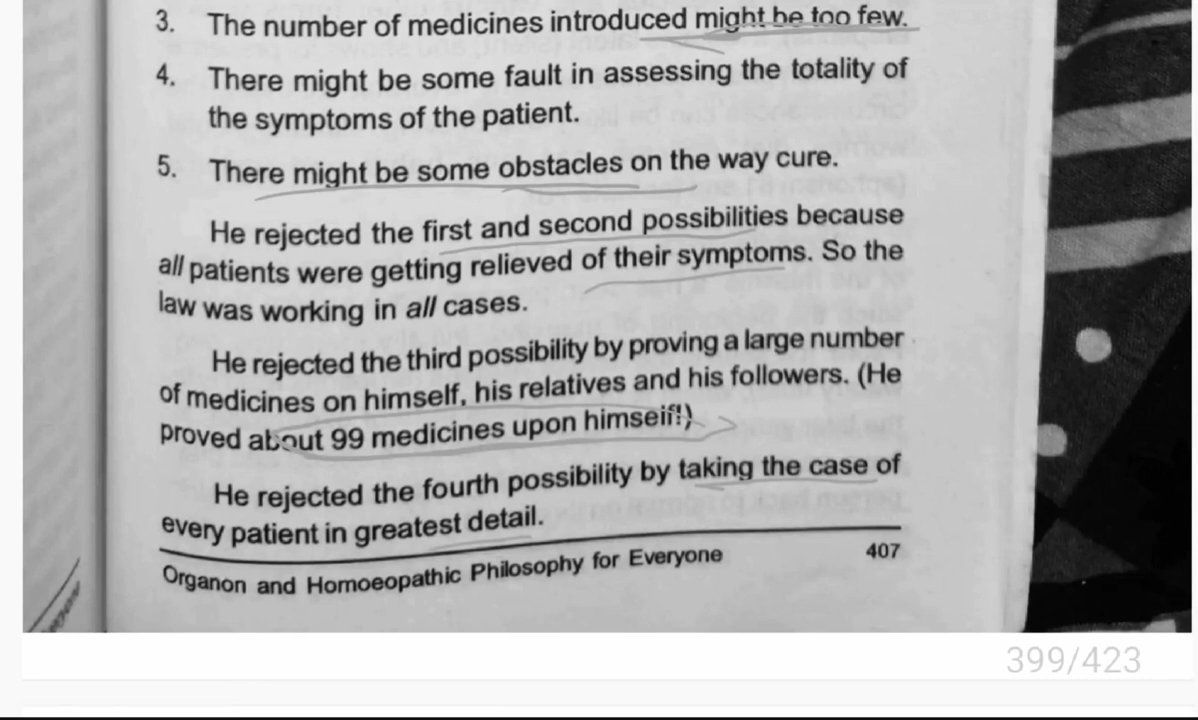 3. The number of medicines introduced might be too few.
4. There might be some fault in assessing the totality of
the symptoms of the patient.
5. There might be some obstacles on the way cure.
He rejected the first and second possibilities because
all patients were getting relieved of their symptoms. So the
law was working in all cases.
He rejected the third possibility by proving a large number
of medicines on himself, his relatives and his followers. (He
proved about 99 medicines upon himself!)
He rejected the fourth possibility by taking the case of
every patient in greatest detail.
Organon and Homoeopathic Philosophy for Everyone 407
399/423